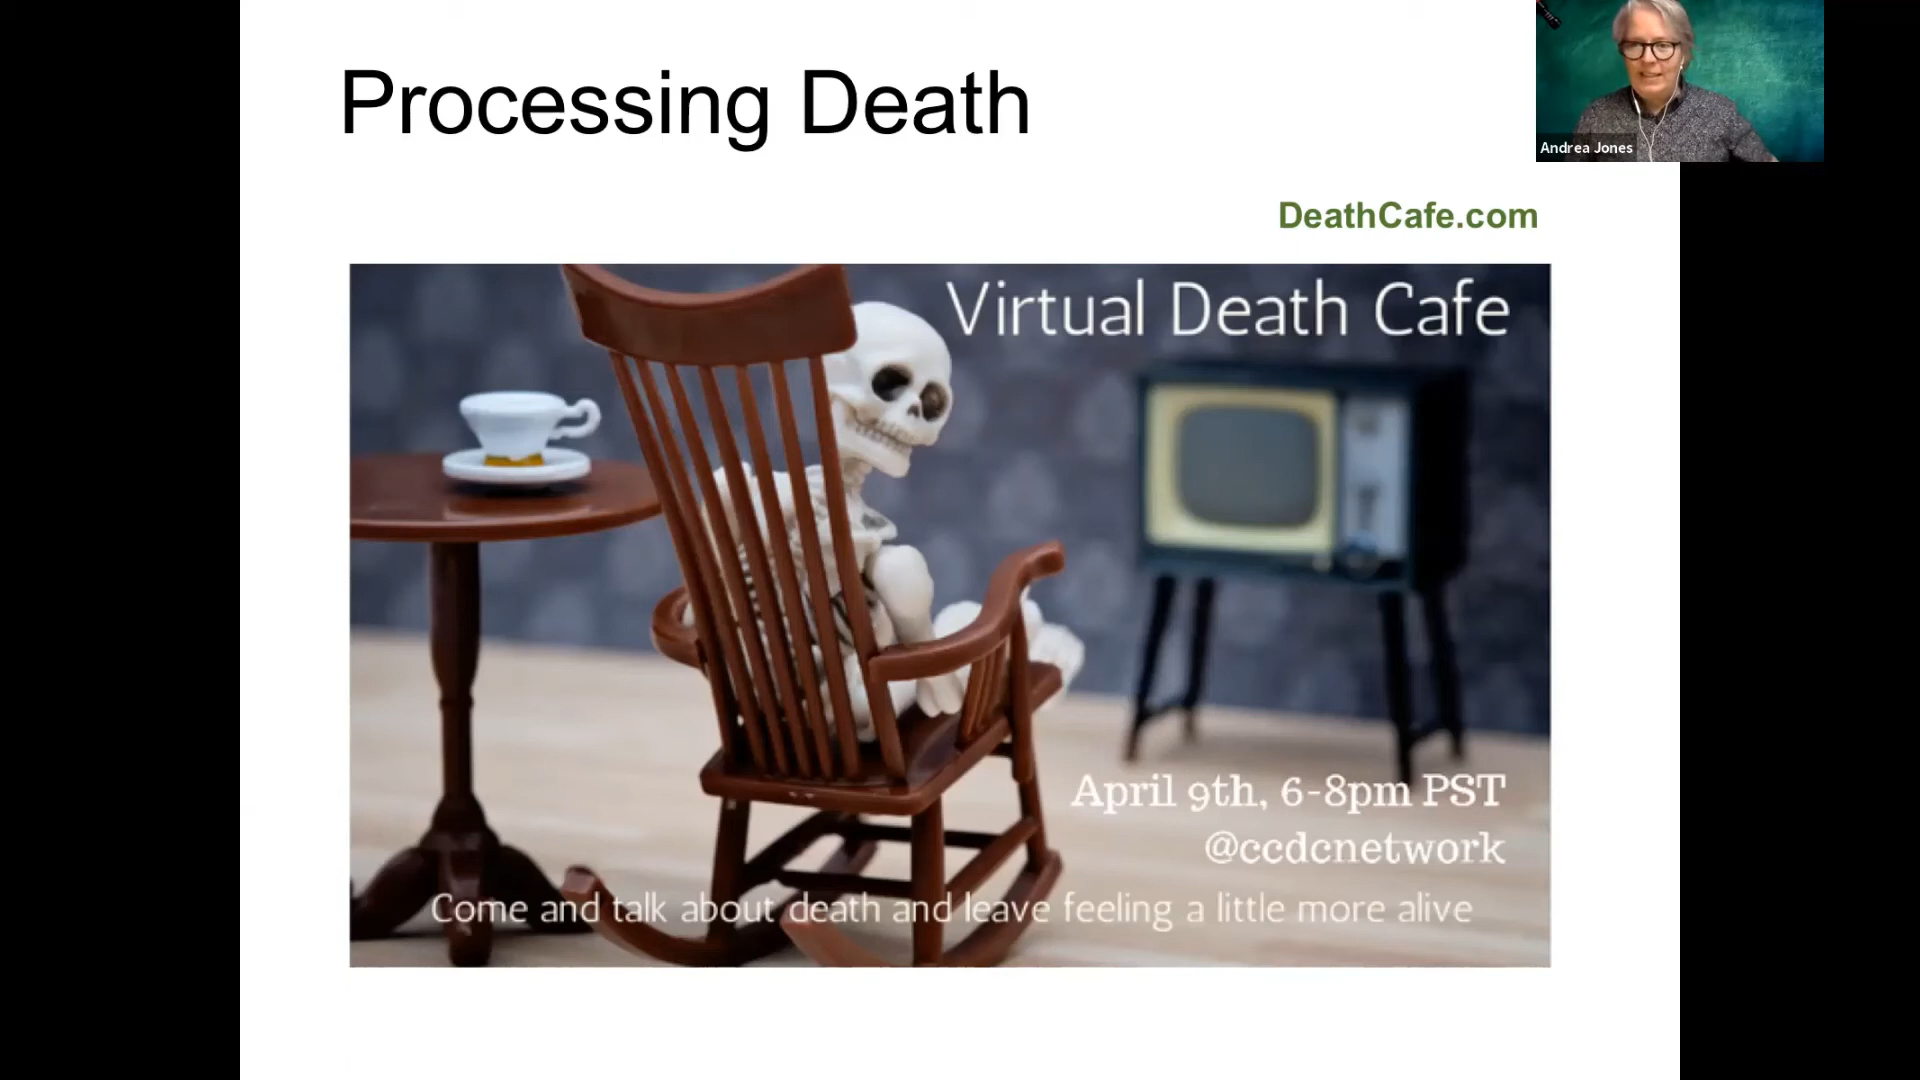 Processing Death
Andrea Jones
DeathCafe.com
Virtual Death Cafe
April 9th, 6-8pm PST
@ccdcnetwork
Come and talk about death and leave feeling a little more alive